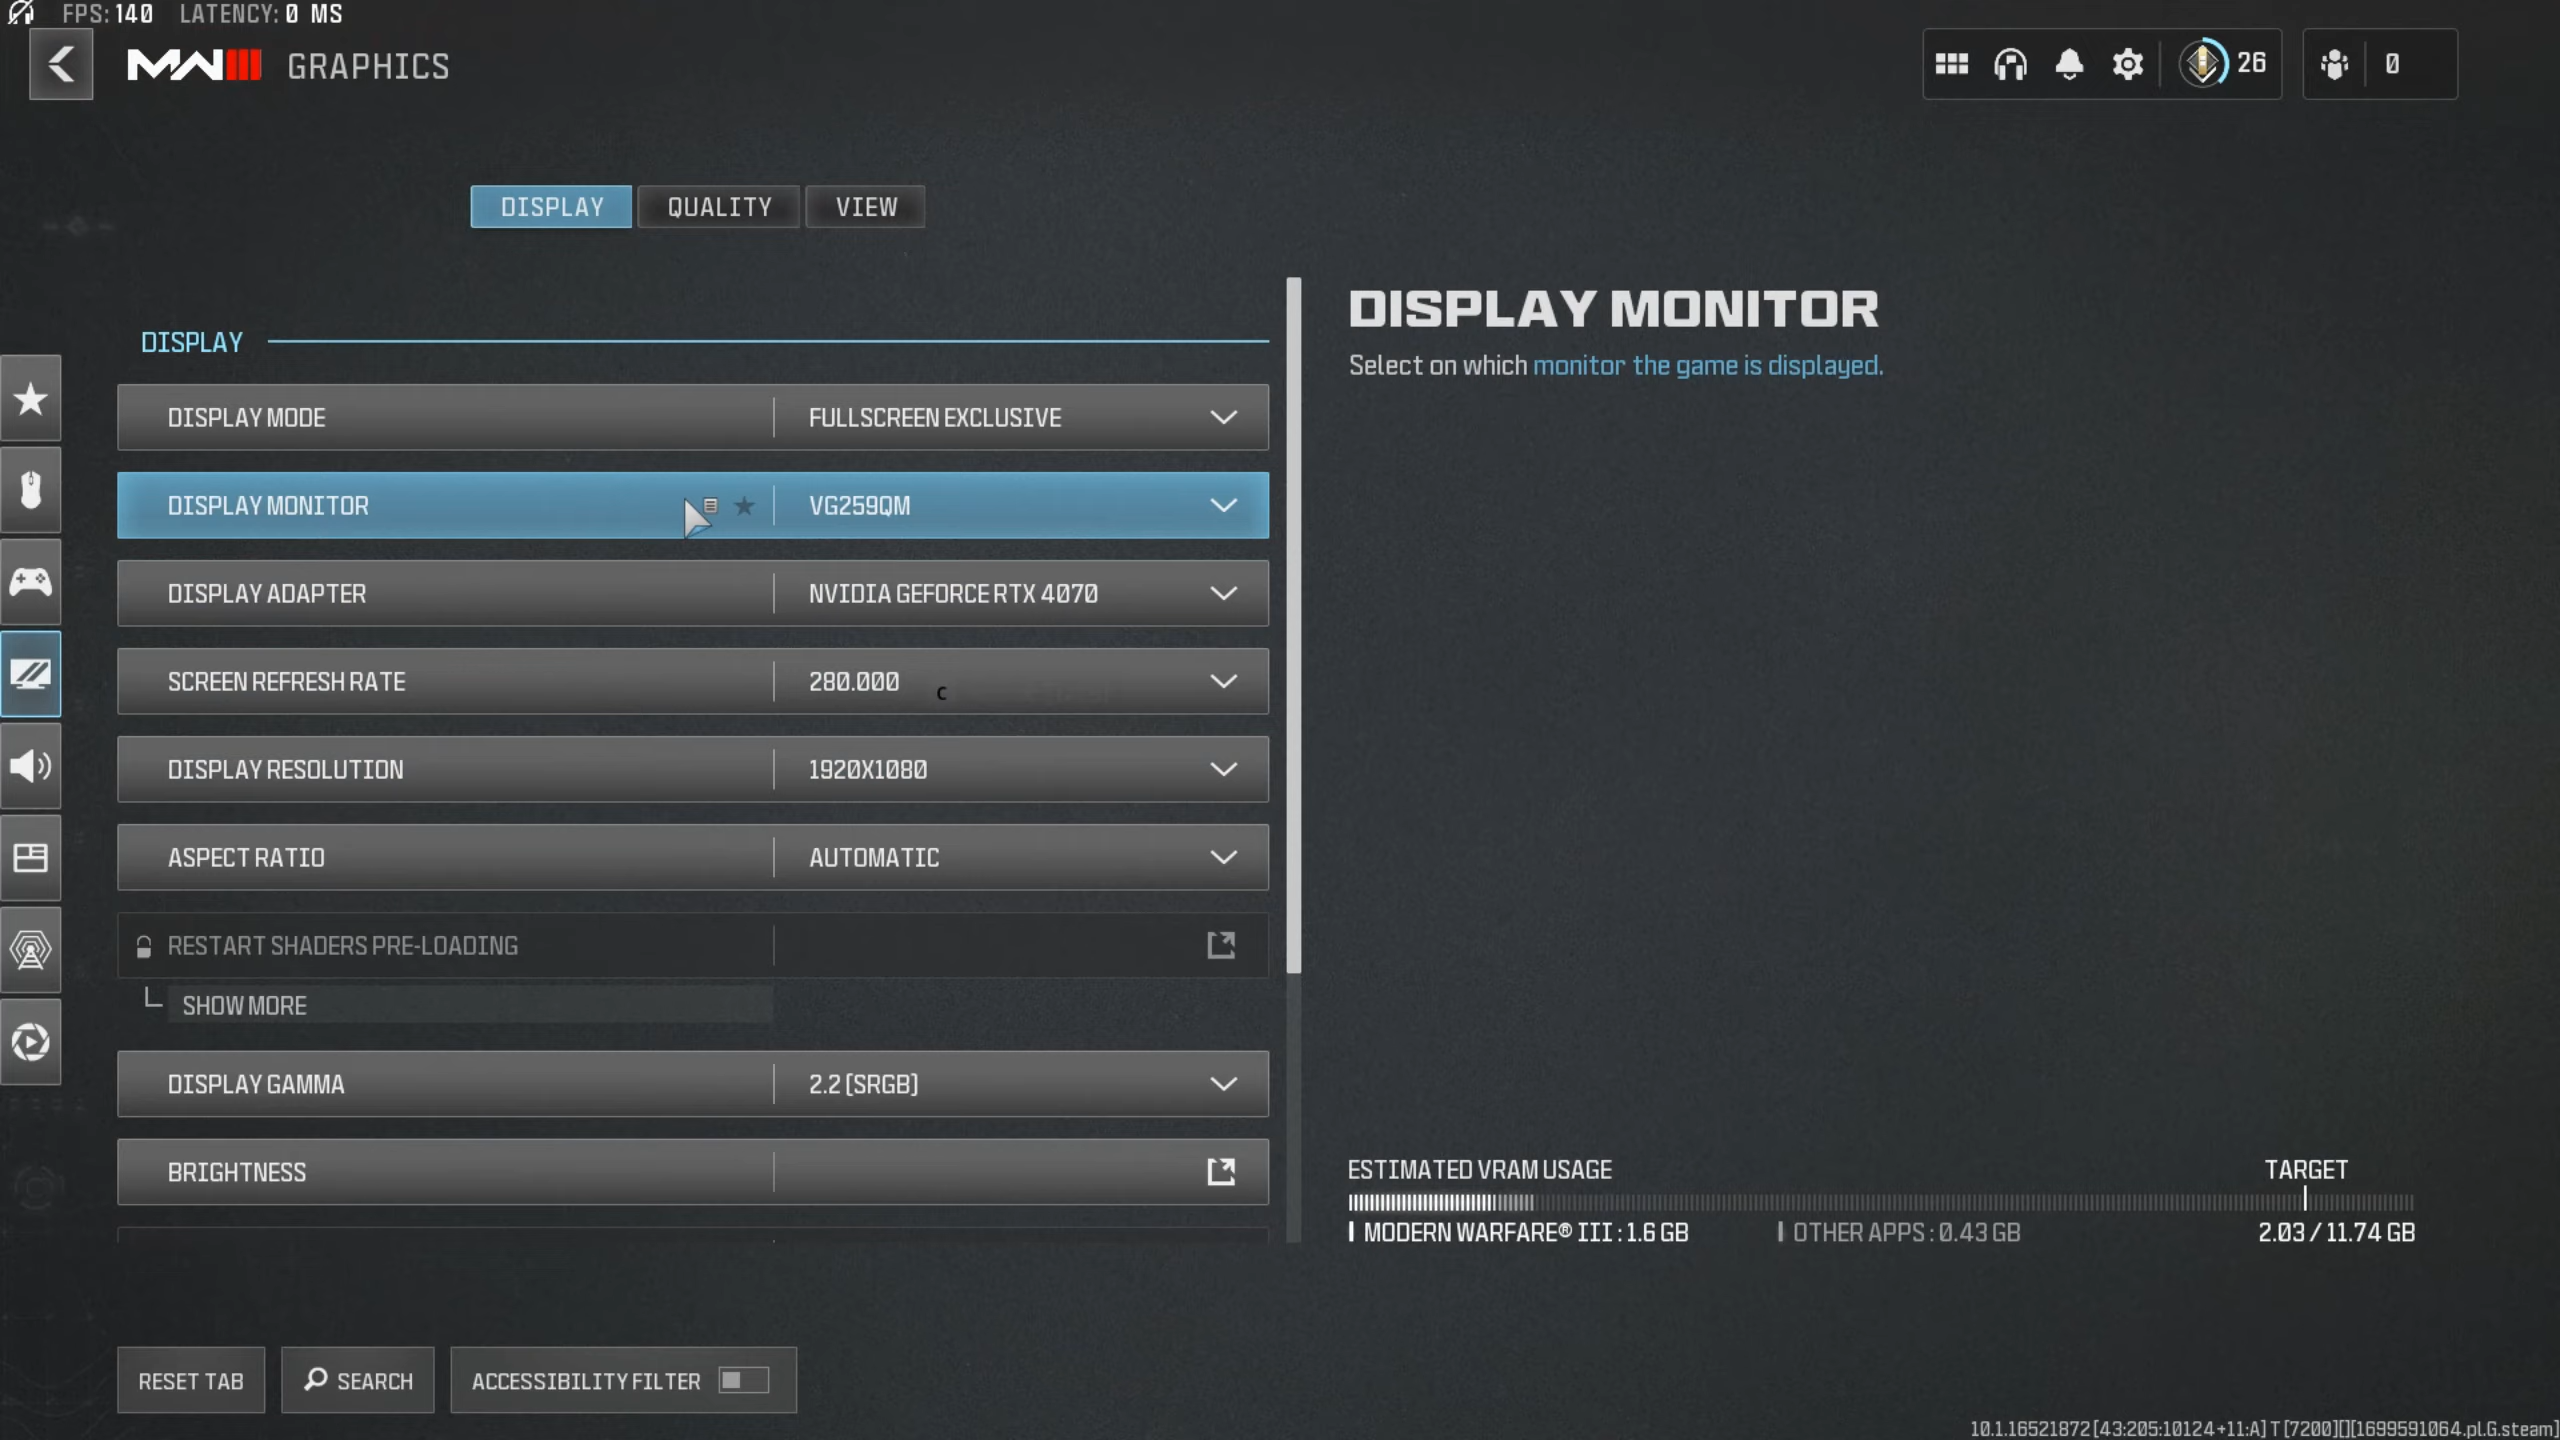 FPS: 140 LATENCY: 0 MS
MWIII GRAPHICS
26
0
DISPLAY
QUALITY
VIEW
DISPLAY
DISPLAY MODE FULLSCREEN EXCLUSIVE
DISPLAY MONITOR VG259QM
DISPLAY ADAPTER NVIDIA GEFORCE RTX 4070
SCREEN REFRESH RATE 280.000 c
DISPLAY RESOLUTION 1920X1080
ASPECT RATIO AUTOMATIC
RESTART SHADERS PRE-LOADING
SHOW MORE
DISPLAY GAMMA 2.2 [SRGB]
BRIGHTNESS
DISPLAY MONITOR
Select on which monitor the game is displayed.
ESTIMATED VRAM USAGE TARGET
MODERN WARFARE® III : 1.6 GB OTHER APPS : 0.43 GB 2.03 / 11.74 GB
RESET TAB
SEARCH
ACCESSIBILITY FILTER
10.1.16521872 [43:205:10124+11:A] T [7200][][1699591064.pl.G.steam]